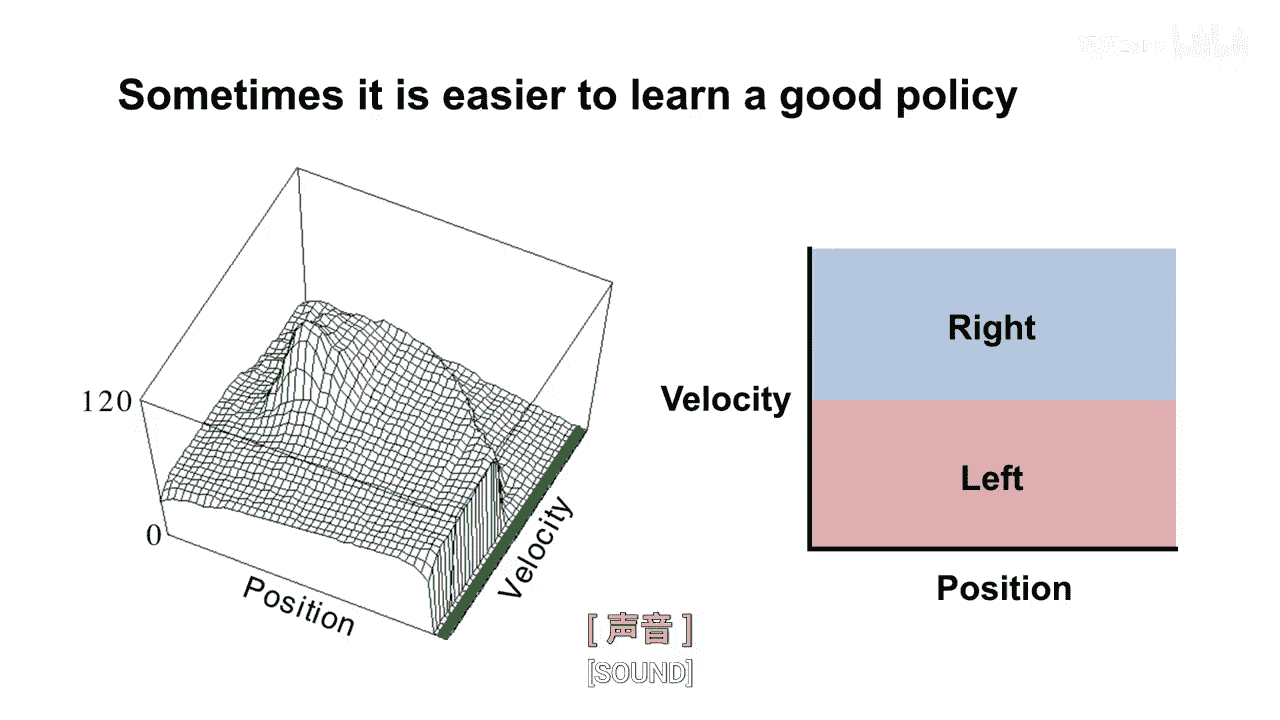 Sometimes it is easier to learn a good policy
120
0
Position
Velocity
Velocity
Right
Left
Position
[ 声音 ]
[SOUND]